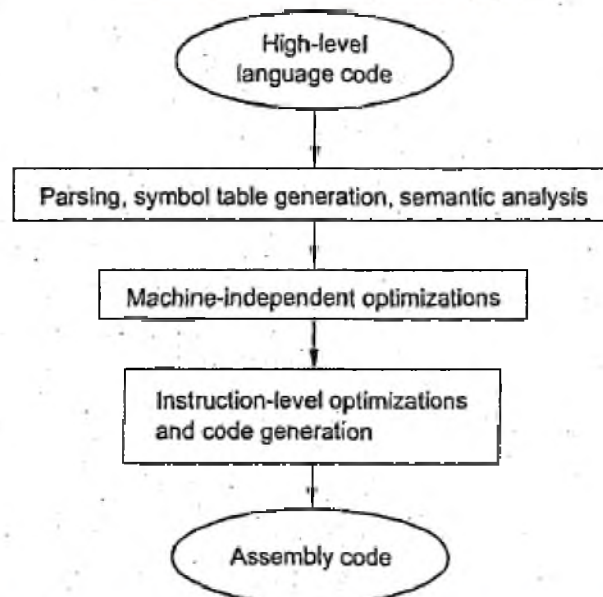 High-level
language code
Parsing, symbol table generation, semantic analysis
Machine-independent optimizations
Instruction-level optimizations
and code generation
Assembly code